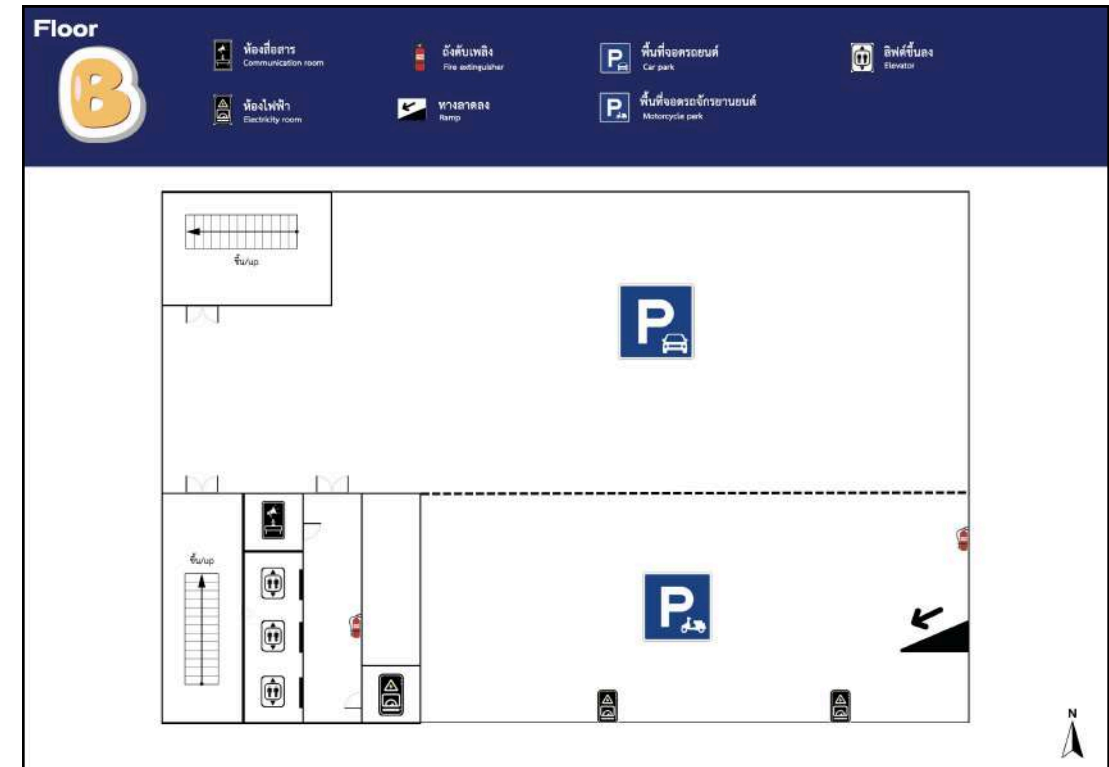 Floor
B
ห้องสื่อสาร
Communication room
ถังดับเพลิง
Fire extinguisher
พื้นที่จอดรถยนต์
Car park
ลิฟต์ขึ้นลง
Elevator
ห้องไฟฟ้า
Electricity room
ทางลาดลง
Ramp
พื้นที่จอดรถจักรยานยนต์
Motorcycle park
P
P
ขึ้น/up
P
ขึ้น/up
P
N